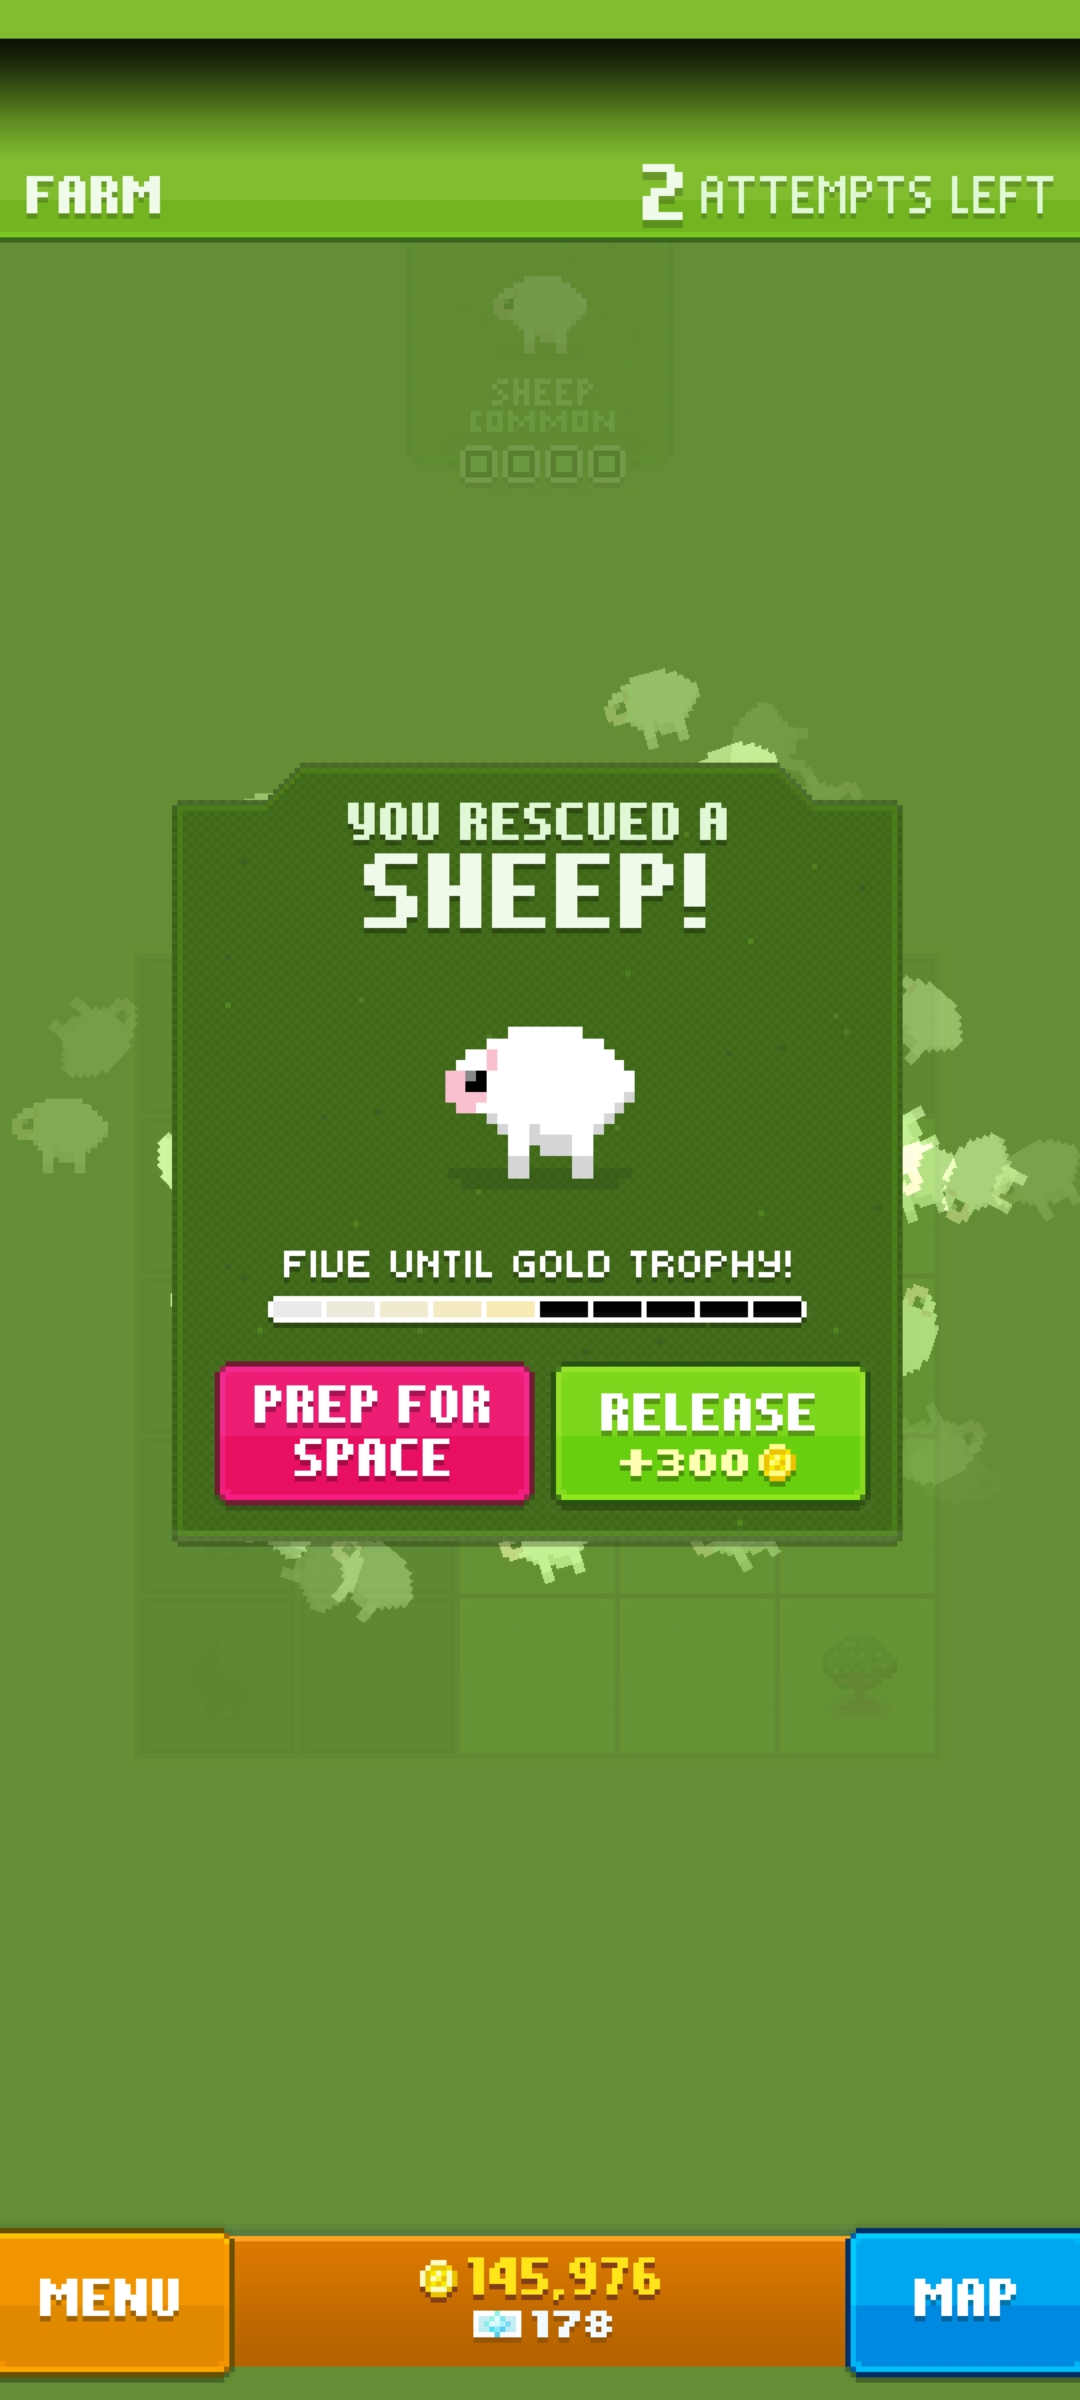 FARM
2 ATTEMPTS LEFT
SHEEP
COMMON
YOU RESCUED A
SHEEP!
FIVE UNTIL GOLD TROPHY!
PREP FOR
SPACE
RELEASE
+300
MENU
145,976
178
MAP